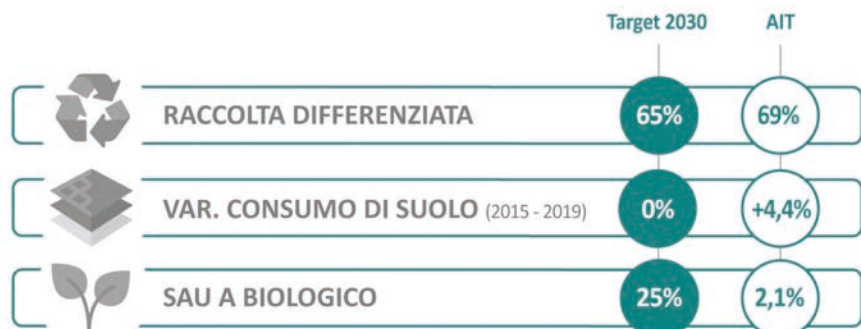 Target 2030 AIT
RACCOLTA DIFFERENZIATA 65% 69%
VAR. CONSUMO DI SUOLO (2015 - 2019) 0% +4,4%
SAU A BIOLOGICO 25% 2,1%